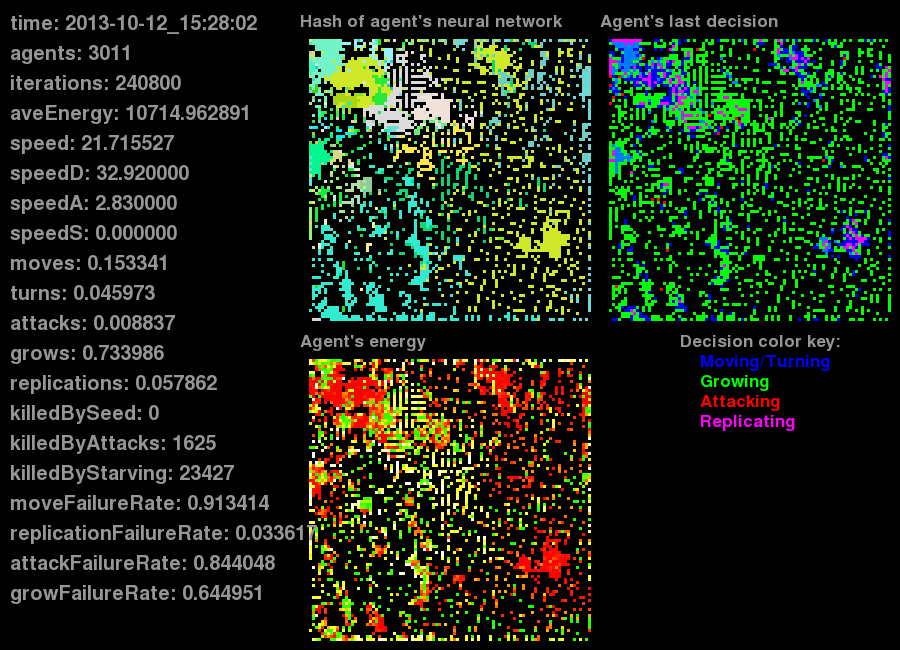 time: 2013-10-12_15:28:02
agents: 3011
iterations: 240800
aveEnergy: 10714.962891
speed: 21.715527
speedD: 32.920000
speedA: 2.830000
speedS: 0.000000
moves: 0.153341
turns: 0.045973
attacks: 0.008837
grows: 0.733986
replications: 0.057862
killedBySeed: 0
killedByAttacks: 1625
killedByStarving: 23427
moveFailureRate: 0.913414
replicationFailureRate: 0.033617
attackFailureRate: 0.844048
growFailureRate: 0.644951
Hash of agent's neural network
Agent's last decision
Agent's energy
Decision color key:
Moving/Turning
Growing
Attacking
Replicating